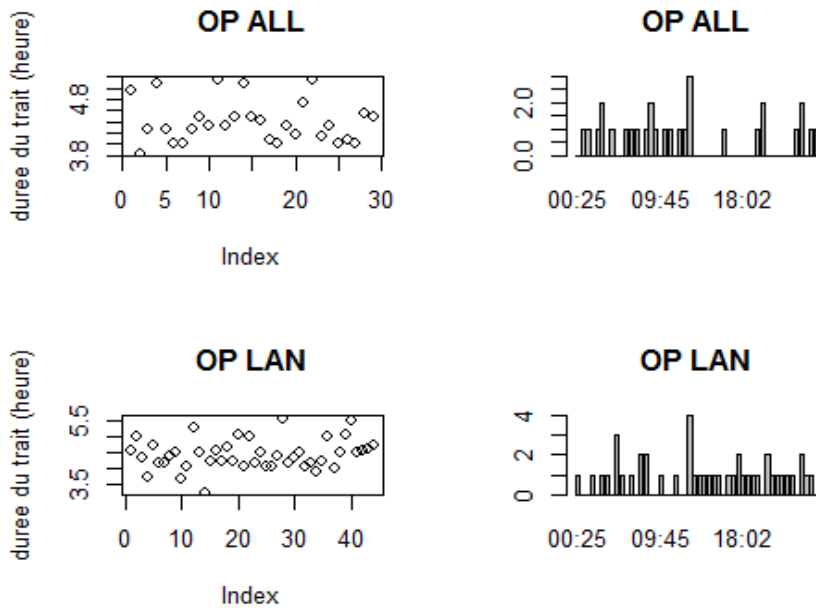 OP ALL
duree du trait (heure)
3.8 4.8
0 5 10 20 30
Index
OP ALL
0.0 2.0
00:25 09:45 18:02
OP LAN
duree du trait (heure)
3.5 5.5
0 10 20 30 40
Index
OP LAN
0 2 4
00:25 09:45 18:02